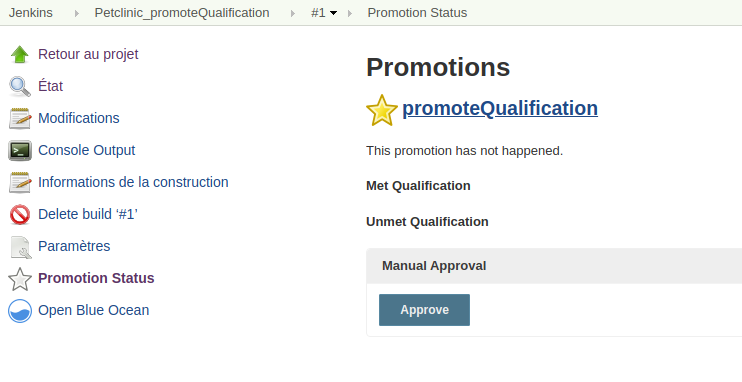 Jenkins Petclinic_promoteQualification #1 Promotion Status
Retour au projet
État
Modifications
Console Output
Informations de la construction
Delete build ‘#1’
Paramètres
Promotion Status
Open Blue Ocean
Promotions
promoteQualification
This promotion has not happened.
Met Qualification
Unmet Qualification
Manual Approval
Approve